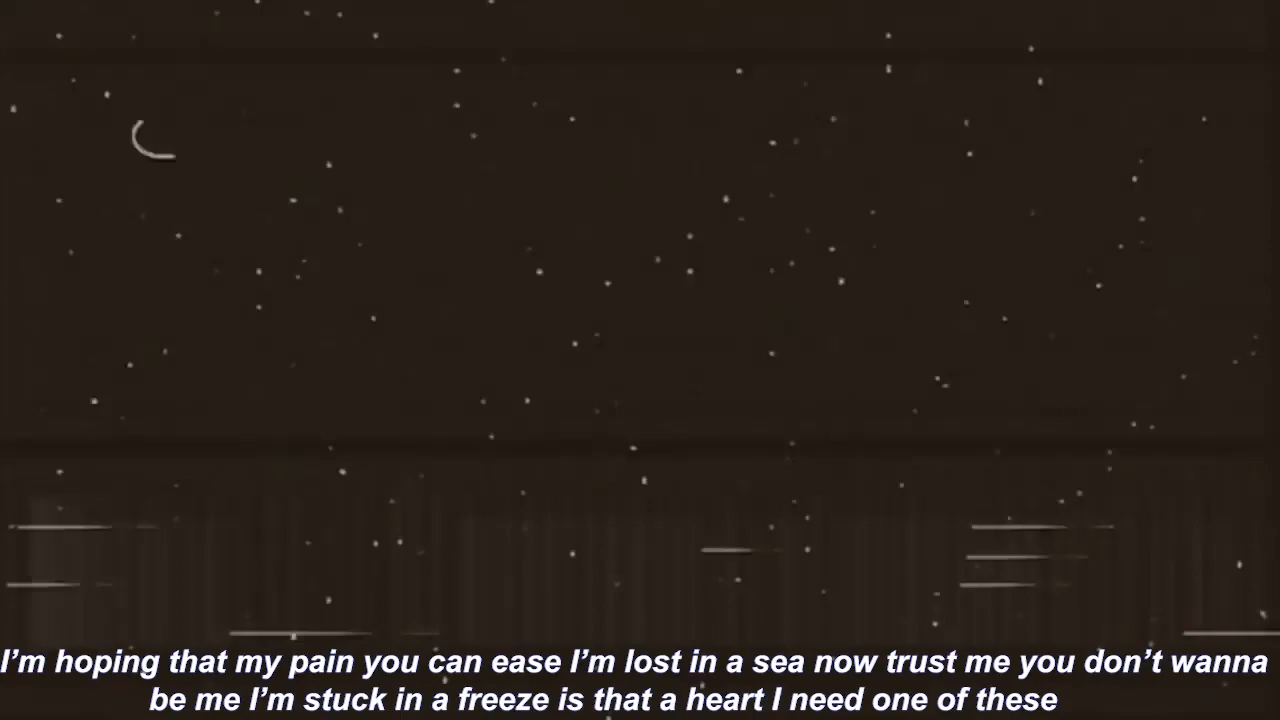 I’m hoping that my pain you can ease I’m lost in a sea now trust me you don’t wanna
be me I’m stuck in a freeze is that a heart I need one of these